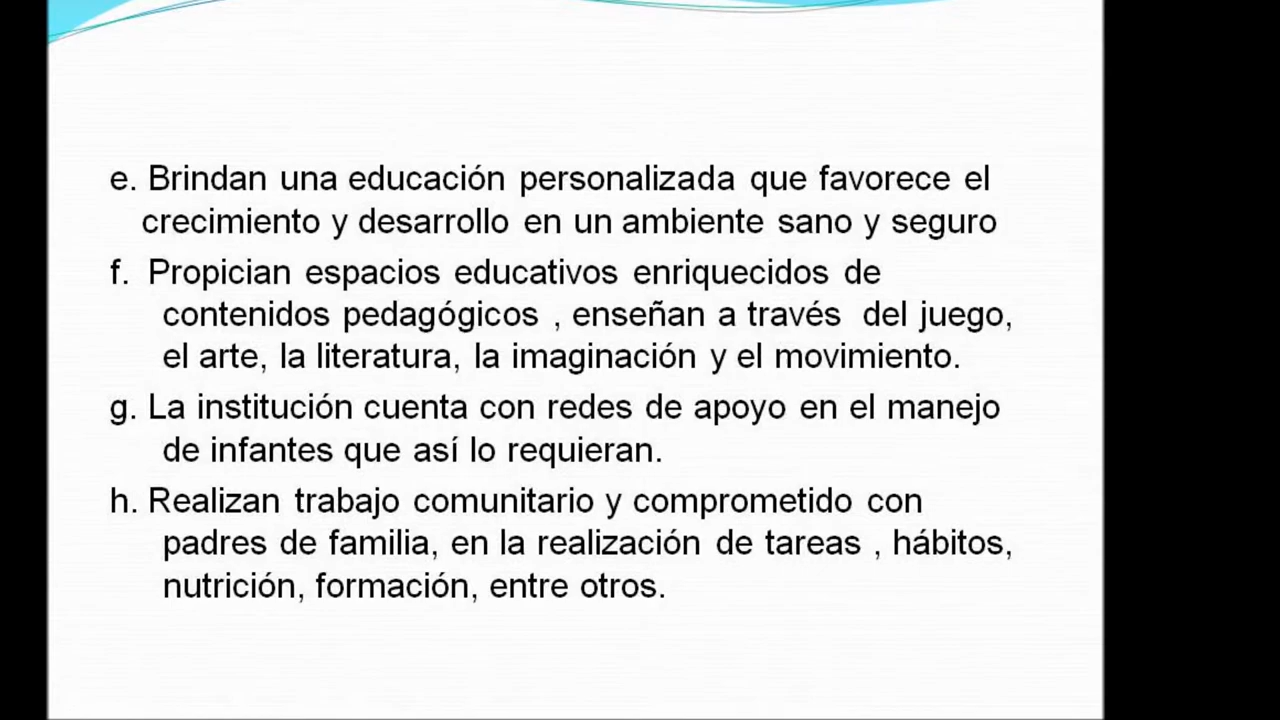 e. Brindan una educación personalizada que favorece el
crecimiento y desarrollo en un ambiente sano y seguro
f. Propician espacios educativos enriquecidos de
contenidos pedagógicos , enseñan a través del juego,
el arte, la literatura, la imaginación y el movimiento.
g. La institución cuenta con redes de apoyo en el manejo
de infantes que así lo requieran.
h. Realizan trabajo comunitario y comprometido con
padres de familia, en la realización de tareas , hábitos,
nutrición, formación, entre otros.